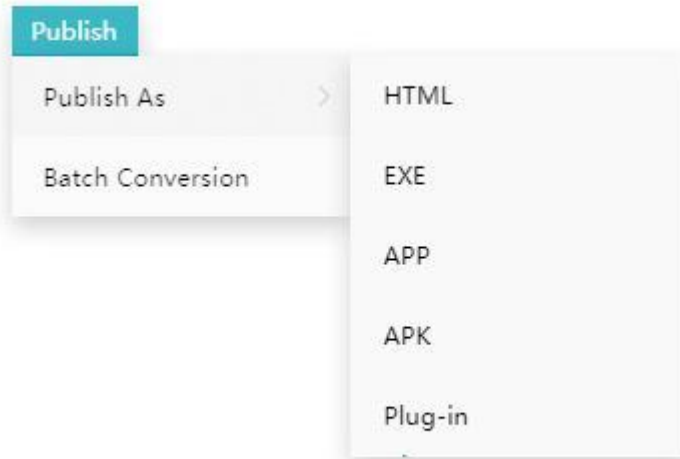 Publish
Publish As
Batch Conversion
HTML
EXE
APP
APK
Plug-in